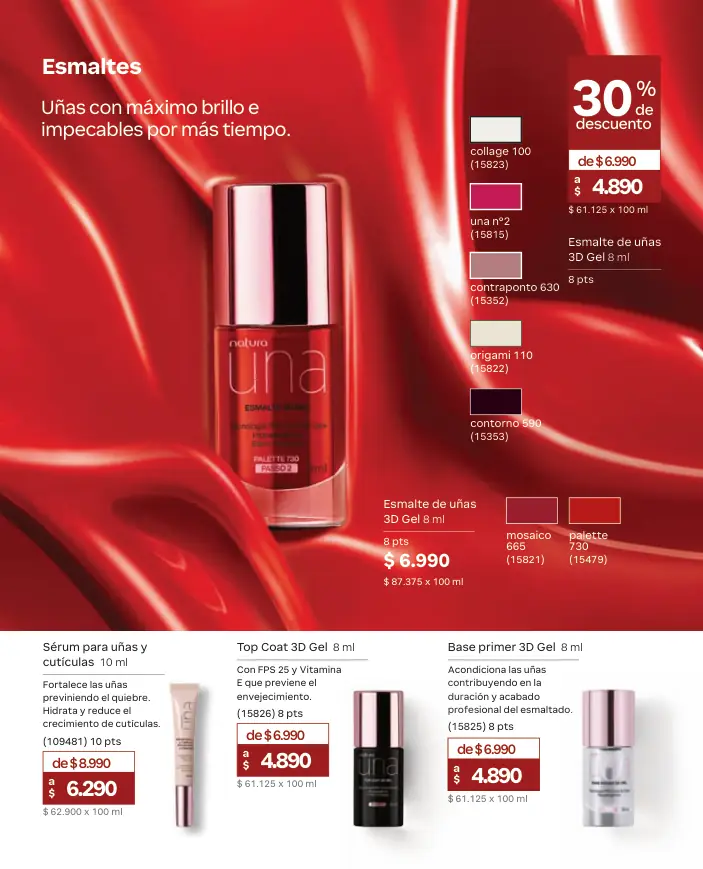 Esmaltes
Uñas con máximo brillo e
impecables por más tiempo.
30 % de
descuento
de $ 6.990
a $ 4.890
$ 61.125 x 100 ml
Esmalte de uñas
3D Gel 8 ml
8 pts
collage 100
(15823)
una n°2
(15815)
contraponto 630
(15352)
origami 110
(15822)
contorno 590
(15353)
natura
una
PALETTE 730
PASSO 2
Esmalte de uñas
3D Gel 8 ml
8 pts
$ 6.990
$ 87.375 x 100 ml
mosaico
665
(15821)
palette
730
(15479)
Sérum para uñas y
cutículas 10 ml
Fortalece las uñas
previniendo el quiebre.
Hidrata y reduce el
crecimiento de cutículas.
(109481) 10 pts
de $ 8.990
a $ 6.290
$ 62.900 x 100 ml
una
Top Coat 3D Gel 8 ml
Con FPS 25 y Vitamina
E que previene el
envejecimiento.
(15826) 8 pts
de $ 6.990
a $ 4.890
$ 61.125 x 100 ml
una
Base primer 3D Gel 8 ml
Acondiciona las uñas
contribuyendo en la
duración y acabado
profesional del esmaltado.
(15825) 8 pts
de $ 6.990
a $ 4.890
$ 61.125 x 100 ml